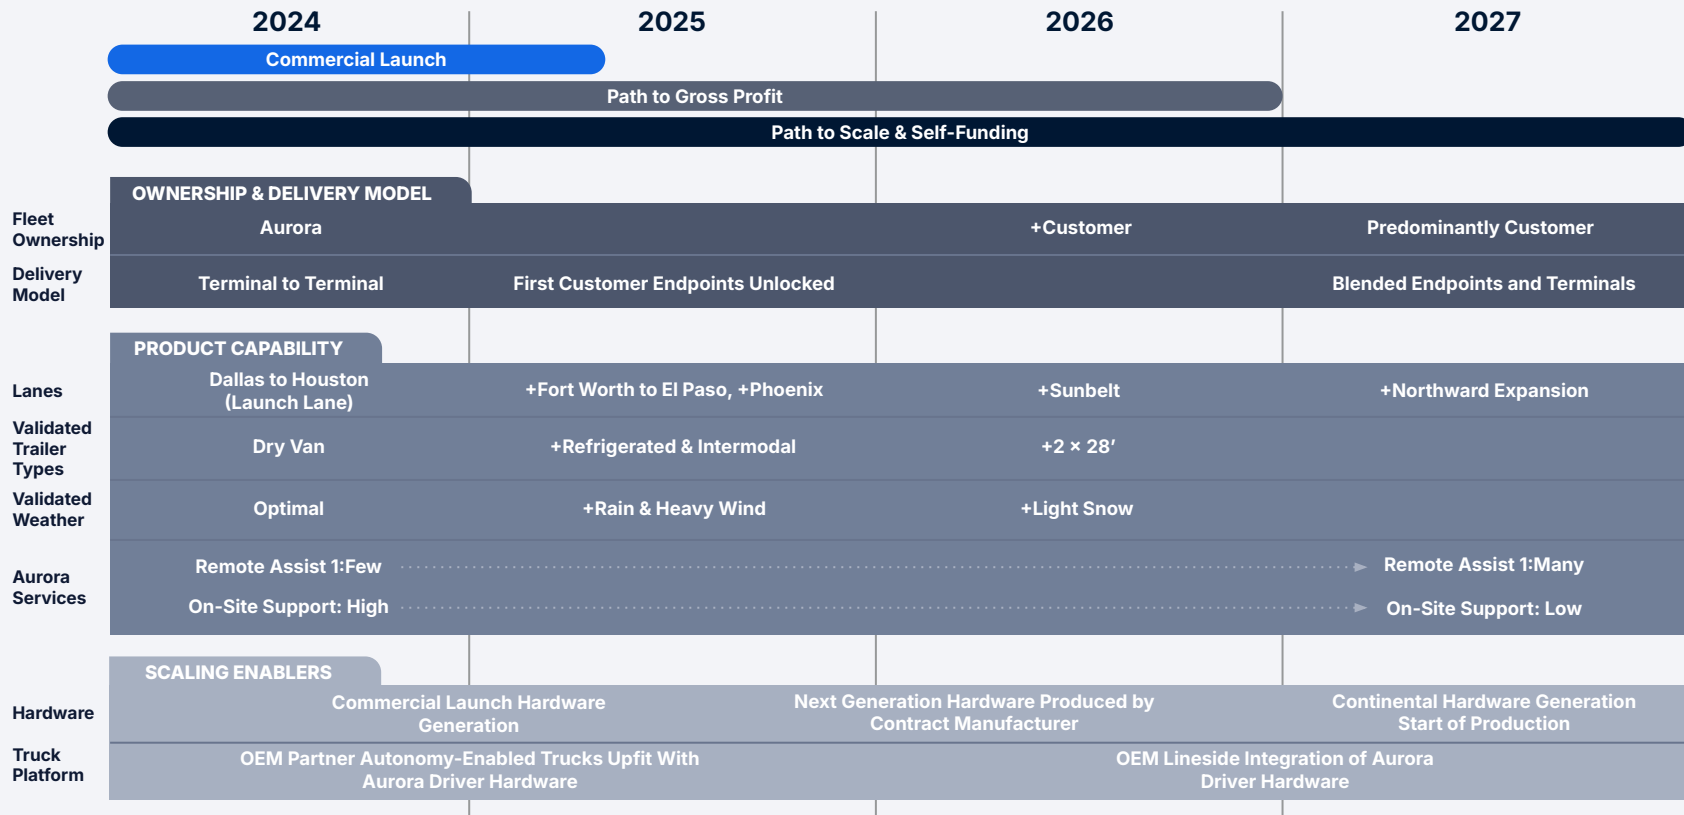 2024 2025 2026 2027
Commercial Launch
Path to Gross Profit
Path to Scale & Self-Funding
OWNERSHIP & DELIVERY MODEL
Fleet
Ownership
Aurora +Customer Predominantly Customer
Delivery
Model
Terminal to Terminal First Customer Endpoints Unlocked Blended Endpoints and Terminals
PRODUCT CAPABILITY
Lanes
Dallas to Houston
(Launch Lane)
+Fort Worth to El Paso, +Phoenix +Sunbelt +Northward Expansion
Validated
Trailer
Types
Dry Van +Refrigerated & Intermodal +2 × 28’
Validated
Weather
Optimal +Rain & Heavy Wind +Light Snow
Aurora
Services
Remote Assist 1:Few Remote Assist 1:Many
On-Site Support: High On-Site Support: Low
SCALING ENABLERS
Hardware
Commercial Launch Hardware
Generation
Next Generation Hardware Produced by
Contract Manufacturer
Continental Hardware Generation
Start of Production
Truck
Platform
OEM Partner Autonomy-Enabled Trucks Upfit With
Aurora Driver Hardware
OEM Lineside Integration of Aurora
Driver Hardware